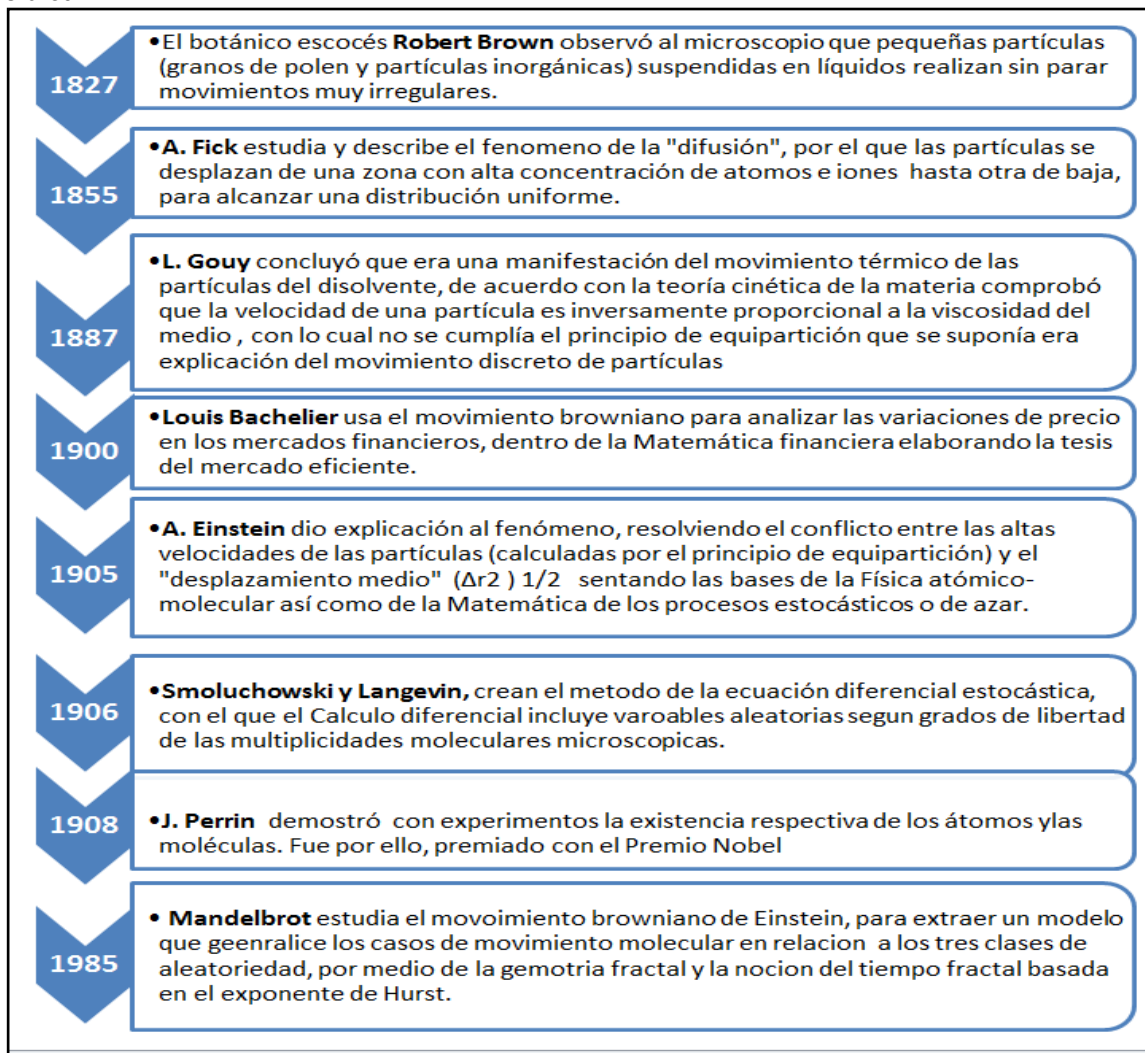 1827
•El botánico escocés Robert Brown observó al microscopio que pequeñas partículas
(granos de polen y partículas inorgánicas) suspendidas en líquidos realizan sin parar
movimientos muy irregulares.
1855
•A. Fick estudia y describe el fenomeno de la "difusión", por el que las partículas se
desplazan de una zona con alta concentración de atomos e iones hasta otra de baja,
para alcanzar una distribución uniforme.
1887
•L. Gouy concluyó que era una manifestación del movimiento térmico de las
partículas del disolvente, de acuerdo con la teoría cinética de la materia comprobó
que la velocidad de una partícula es inversamente proporcional a la viscosidad del
medio , con lo cual no se cumplía el principio de equipartición que se suponía era
explicación del movimiento discreto de partículas
1900
•Louis Bachelier usa el movimiento browniano para analizar las variaciones de precio
en los mercados financieros, dentro de la Matemática financiera elaborando la tesis
del mercado eficiente.
1905
•A. Einstein dio explicación al fenómeno, resolviendo el conflicto entre las altas
velocidades de las partículas (calculadas por el principio de equipartición) y el
"desplazamiento medio" (Δr2 ) 1/2 sentando las bases de la Física atómico-
molecular así como de la Matemática de los procesos estocásticos o de azar.
1906
•Smoluchowski y Langevin, crean el metodo de la ecuación diferencial estocástica,
con el que el Calculo diferencial incluye varoables aleatorias segun grados de libertad
de las multiplicidades moleculares microscopicas.
1908
•J. Perrin demostró con experimentos la existencia respectiva de los átomos ylas
moléculas. Fue por ello, premiado con el Premio Nobel
1985
• Mandelbrot estudia el movoimiento browniano de Einstein, para extraer un modelo
que geenralice los casos de movimiento molecular en relacion a los tres clases de
aleatoriedad, por medio de la gemotria fractal y la nocion del tiempo fractal basada
en el exponente de Hurst.